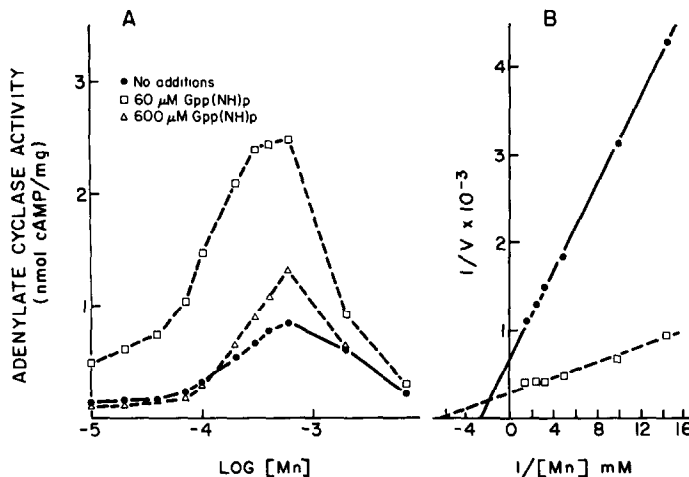 A
B
ADENYLATE CYCLASE ACTIVITY
(nmol cAMP/mg)
3
2
1
No additions
60 μM Gpp(NH)p
600 μM Gpp(NH)p
-5
-4
-3
LOG [Mn]
1/V x 10⁻³
4
3
2
1
-4
0
4
8
12
16
1/[Mn] mM